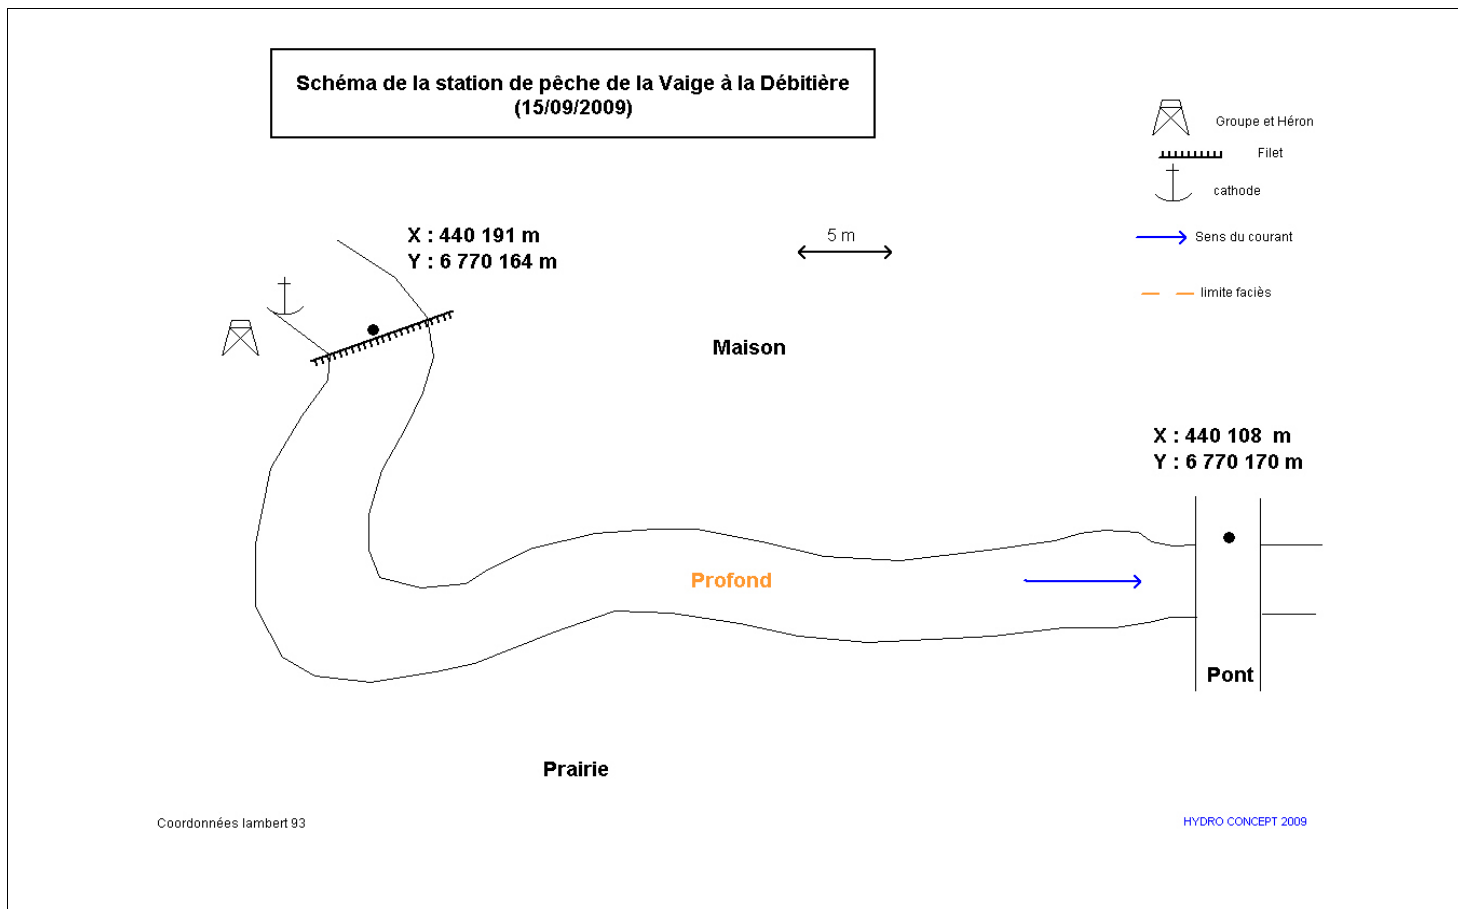 Schéma de la station de pêche de la Vaige à la Débitière
(15/09/2009)
Groupe et Héron
Filet
cathode
Sens du courant
limite faciès
X : 440 191 m
Y : 6 770 164 m
5 m
Maison
X : 440 108 m
Y : 6 770 170 m
Profond
Pont
Prairie
Coordonnées lambert 93
HYDRO CONCEPT 2009